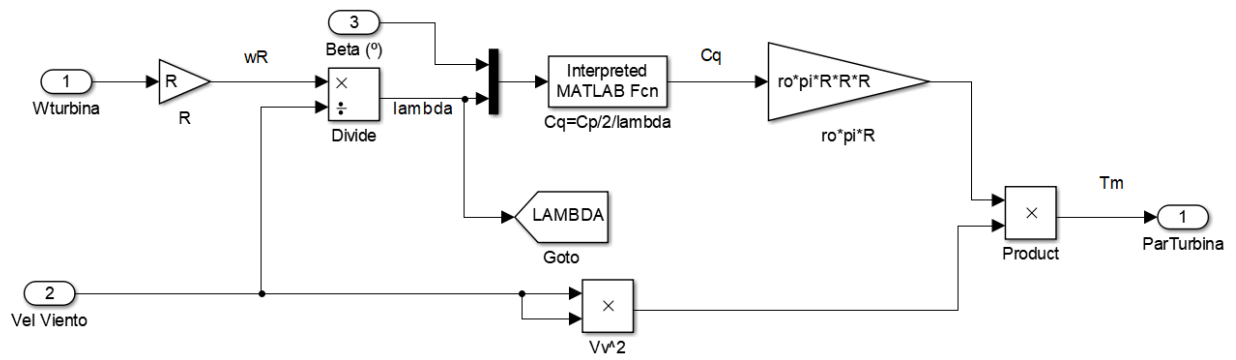 3
Beta (º)
1
Wturbina
R
R
wR
×
÷
Divide
lambda
Interpreted
MATLAB Fcn
Cq=Cp/2/lambda
Cq
ro*pi*R*R*R
ro*pi*R
LAMBDA
Goto
×
Product
Tm
1
ParTurbina
2
Vel Viento
×
Vv^2